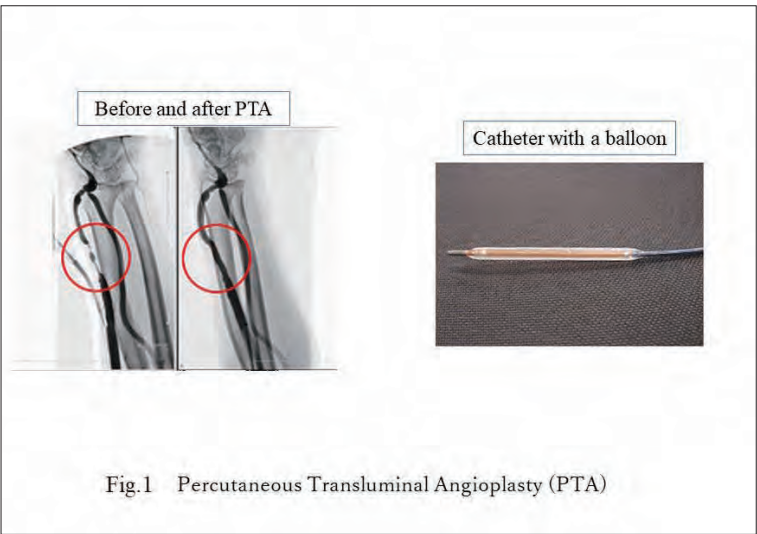 Before and after PTA
Catheter with a balloon
Fig.1 Percutaneous Transluminal Angioplasty (PTA)